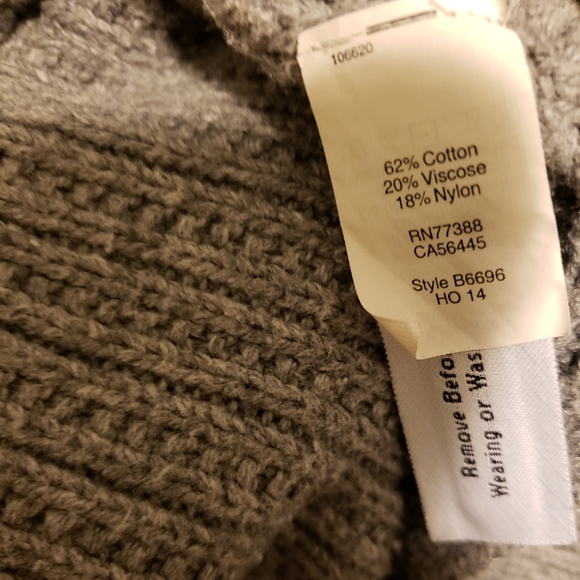 106620
62% Cotton
20% Viscose
18% Nylon
RN77388
CA56445
Style B6696
HO 14
Remove Befo
Wearing or Was